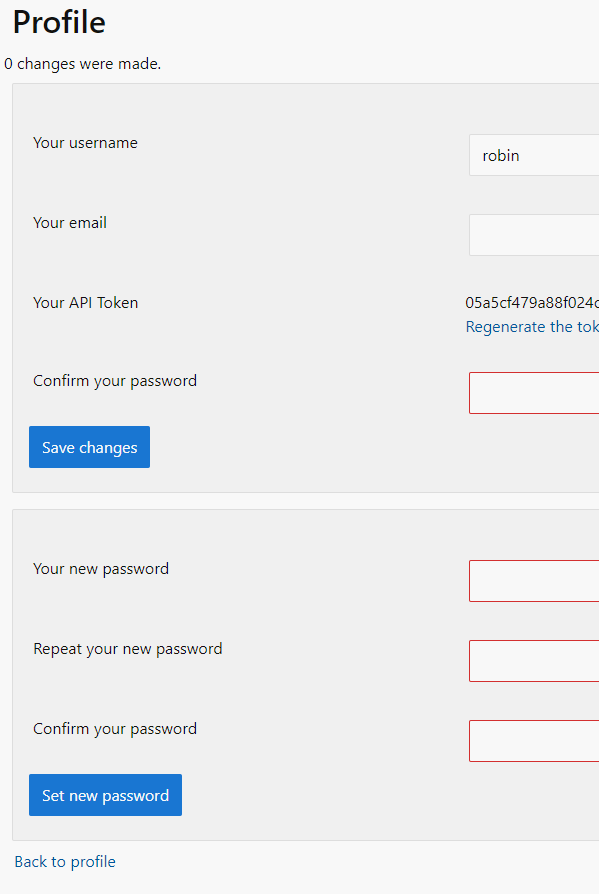 Profile
0 changes were made.
Your username
robin
Your email
Your API Token
05a5cf479a88f024c
Regenerate the tok
Confirm your password
Save changes
Your new password
Repeat your new password
Confirm your password
Set new password
Back to profile